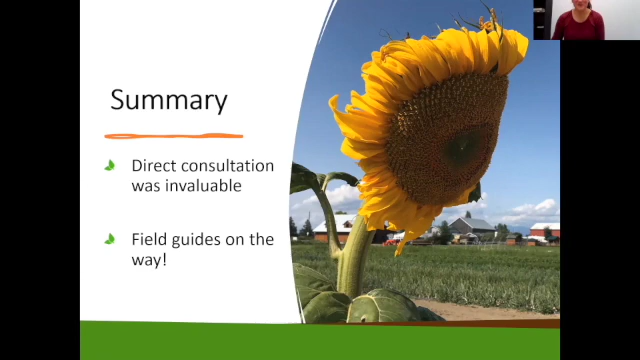 Summary
Direct consultation
was invaluable
Field guides on the
way!